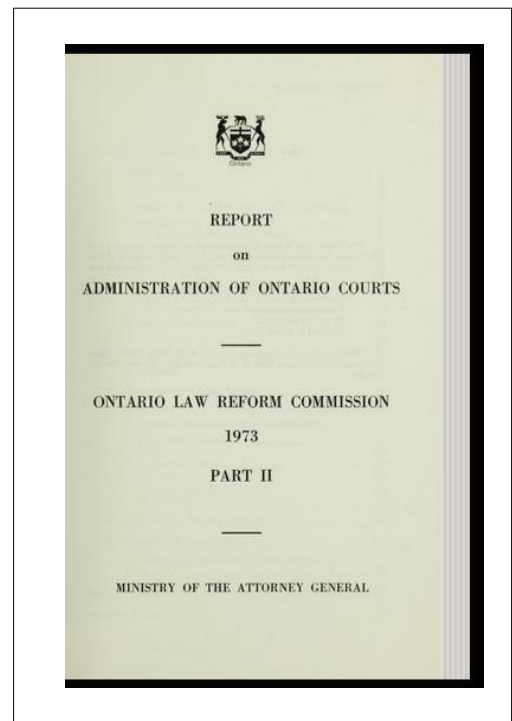 Ontario
REPORT
on
ADMINISTRATION OF ONTARIO COURTS
ONTARIO LAW REFORM COMMISSION
1973
PART II
MINISTRY OF THE ATTORNEY GENERAL